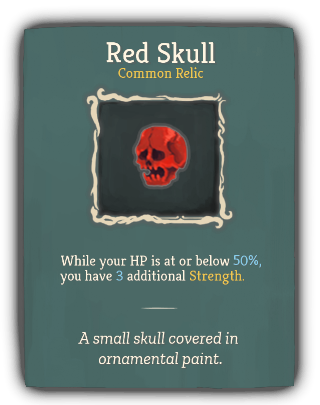 Red Skull
Common Relic
While your HP is at or below 50%,
you have 3 additional Strength.
A small skull covered in
ornamental paint.